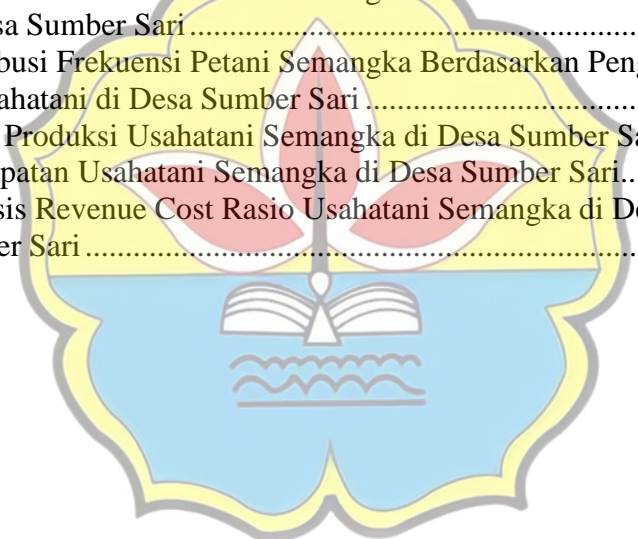 sa Sumber Sari ..................................................................
busi Frekuensi Petani Semangka Berdasarkan Peng
ahatani di Desa Sumber Sari .............................................
Produksi Usahatani Semangka di Desa Sumber Sa
patan Usahatani Semangka di Desa Sumber Sari..
sis Revenue Cost Rasio Usahatani Semangka di De
er Sari ..............................................................................